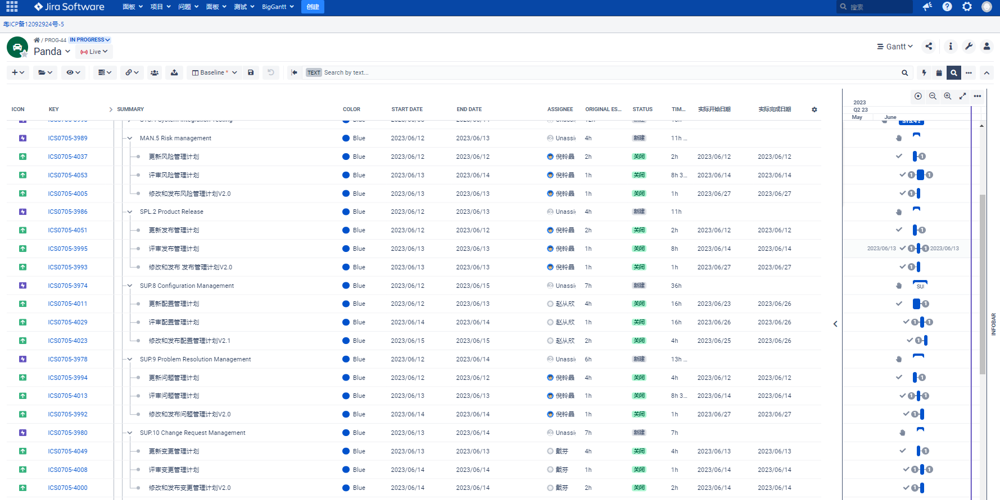 Jira Software 面板 项目 问题 面板 测试 BigGantt 创建 搜索
粤ICP备12092924号-5
/ PROG-44 IN PROGRESS
Panda Live Gantt
Baseline * TEXT Search by text...
ICON KEY SUMMARY COLOR START DATE END DATE ASSIGNEE ORIGINAL ES... STATUS TIM... 实际开始日期 实际完成日期
2023
Q2 23
May June
ICS0705-3989 MAN.5 Risk management Blue 2023/06/12 2023/06/13 Unassi 4h 新建 11h ...
ICS0705-4037 更新风险管理计划 Blue 2023/06/12 2023/06/12 倪铃晶 2h 关闭 2h 2023/06/12 2023/06/12 1
ICS0705-4053 评审风险管理计划 Blue 2023/06/13 2023/06/14 倪铃晶 1h 关闭 8h 3... 2023/06/14 2023/06/14 1 1
ICS0705-4005 修改和发布风险管理计划V2.0 Blue 2023/06/13 2023/06/13 倪铃晶 1h 关闭 1h 2023/06/27 2023/06/27 1
ICS0705-3986 SPL.2 Product Release Blue 2023/06/12 2023/06/13 Unassi 4h 新建 11h
ICS0705-4051 更新发布管理计划 Blue 2023/06/12 2023/06/12 倪铃晶 2h 关闭 2h 2023/06/12 2023/06/12 1
ICS0705-3995 评审发布管理计划 Blue 2023/06/13 2023/06/13 倪铃晶 1h 关闭 8h 2023/06/14 2023/06/14 2023/06/13 1 1 2023/06/13
ICS0705-3993 修改和发布 发布管理计划V2.0 Blue 2023/06/13 2023/06/13 倪铃晶 1h 关闭 1h 2023/06/27 2023/06/27 1
ICS0705-3974 SUP.8 Configuration Management Blue 2023/06/12 2023/06/15 Unassi 7h 新建 36h SU
ICS0705-4011 更新配置管理计划 Blue 2023/06/12 2023/06/13 赵从欣 4h 关闭 16h 2023/06/23 2023/06/26 1
ICS0705-4029 评审配置管理计划 Blue 2023/06/14 2023/06/14 赵从欣 1h 关闭 16h 2023/06/26 2023/06/26 1 1
ICS0705-4023 修改和发布配置管理计划V2.1 Blue 2023/06/15 2023/06/15 赵从欣 2h 关闭 4h 2023/06/25 2023/06/26 1
ICS0705-3978 SUP.9 Problem Resolution Management Blue 2023/06/12 2023/06/14 Unassi 6h 新建 13h ...
ICS0705-3994 更新问题管理计划 Blue 2023/06/12 2023/06/12 倪铃晶 4h 关闭 4h 2023/06/12 2023/06/12 1
ICS0705-4013 评审问题管理计划 Blue 2023/06/13 2023/06/13 倪铃晶 1h 关闭 8h 3... 2023/06/14 2023/06/14 1 1
ICS0705-3992 修改和发布问题管理计划V2.0 Blue 2023/06/14 2023/06/14 倪铃晶 1h 关闭 1h 2023/06/27 2023/06/27 1
ICS0705-3980 SUP.10 Change Request Management Blue 2023/06/13 2023/06/14 Unassi 7h 新建 7h
ICS0705-4049 更新变更管理计划 Blue 2023/06/13 2023/06/13 戴芬 4h 关闭 4h 2023/06/13 2023/06/13 1
ICS0705-4008 评审变更管理计划 Blue 2023/06/14 2023/06/14 戴芬 1h 关闭 1h 2023/06/14 2023/06/14 1 1
ICS0705-4000 修改和发布变更管理计划V2.0 Blue 2023/06/14 2023/06/14 戴芬 2h 关闭 2h 2023/06/14 2023/06/14 1
INFOBAR